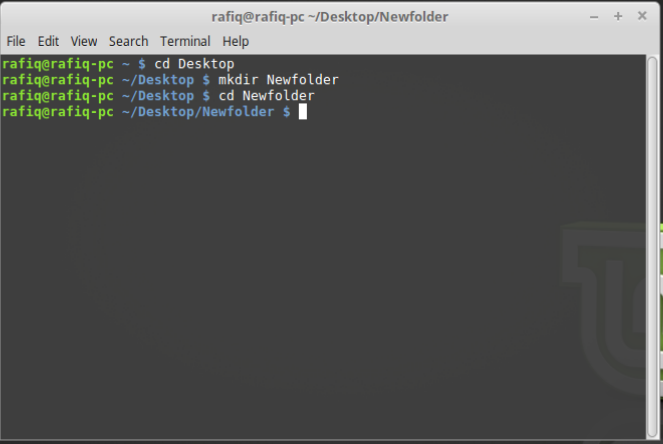 rafiq@rafiq-pc ~/Desktop/Newfolder
File Edit View Search Terminal Help
rafiq@rafiq-pc ~ $ cd Desktop
rafiq@rafiq-pc ~/Desktop $ mkdir Newfolder
rafiq@rafiq-pc ~/Desktop $ cd Newfolder
rafiq@rafiq-pc ~/Desktop/Newfolder $